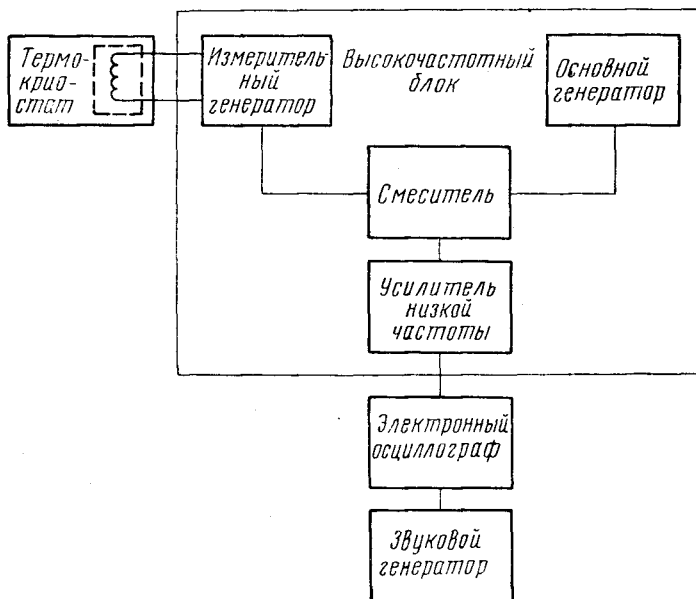 Термо-
крио-
стат
Измеритель-
ный
генератор
Высокочастотный
блок
Основной
генератор
Смеситель
Усилитель
низкой
частоты
Электронный
осциллограф
Звуковой
генератор